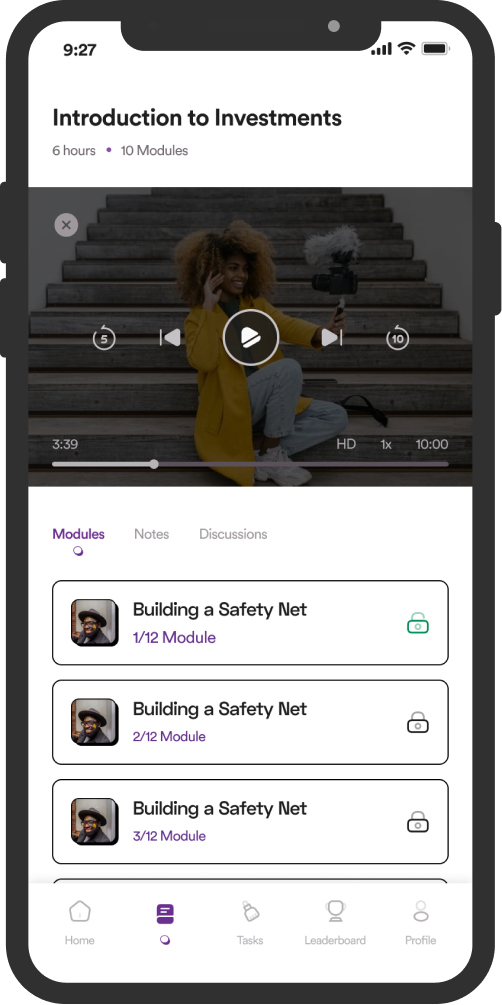 9:27
Introduction to Investments
6 hours • 10 Modules
5
10
3:39 HD 1x 10:00
Modules Notes Discussions
Building a Safety Net
1/12 Module
Building a Safety Net
2/12 Module
Building a Safety Net
3/12 Module
Home Tasks Leaderboard Profile